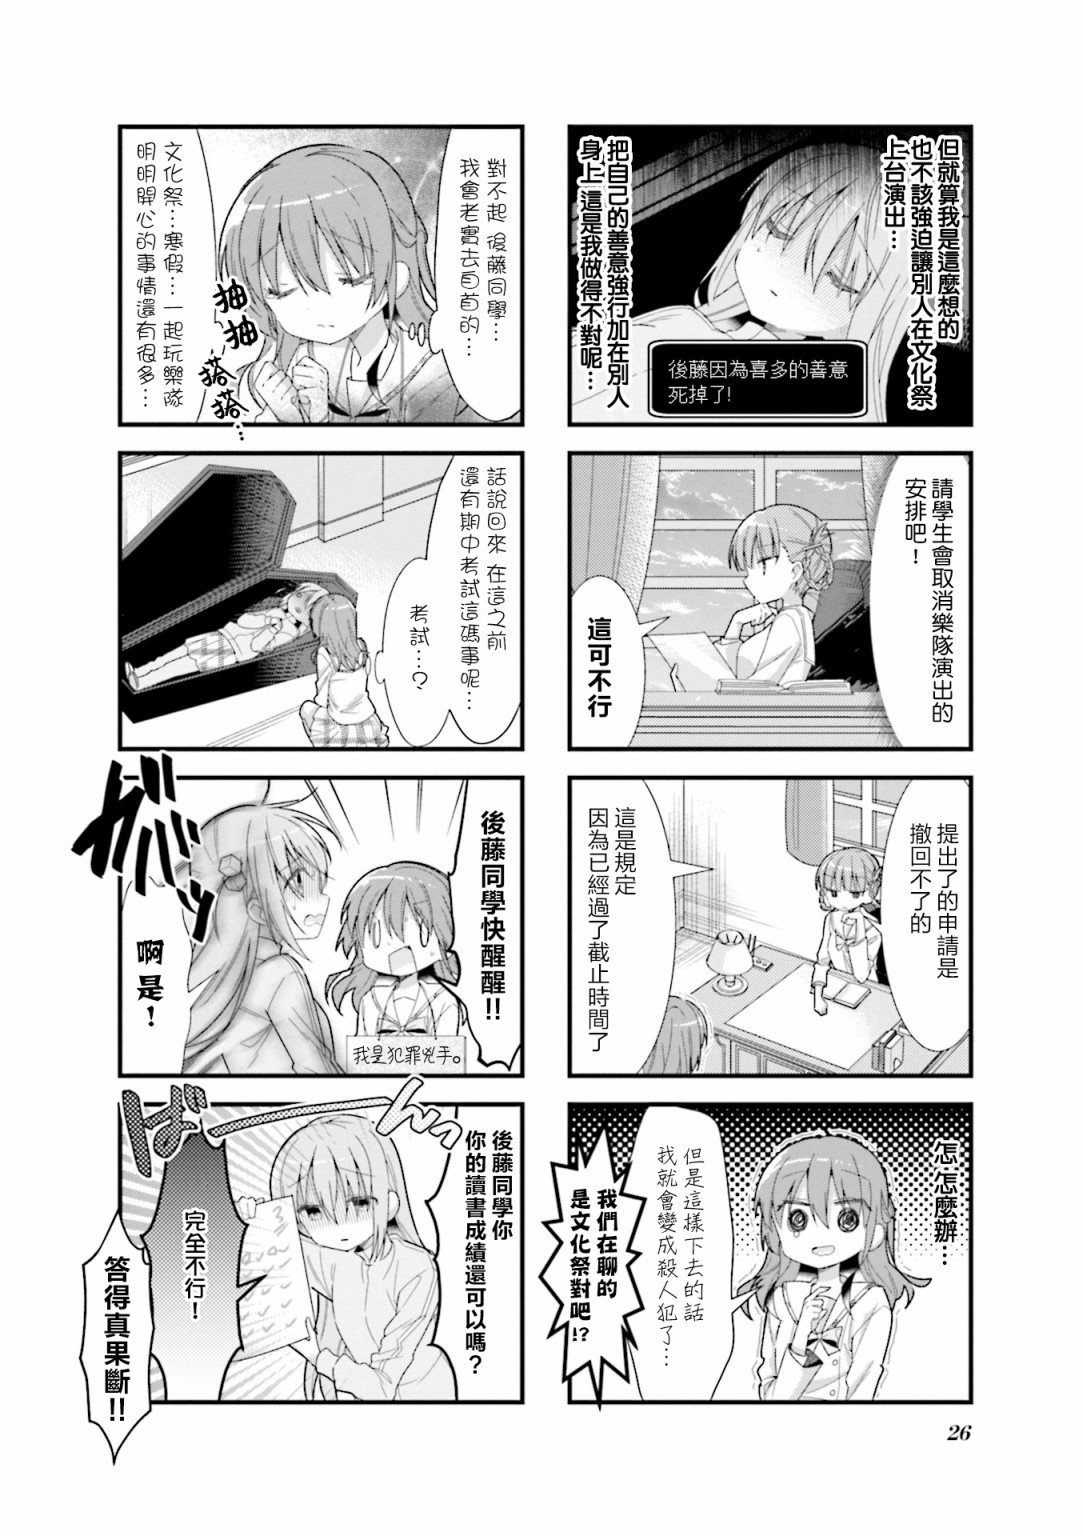 但就算我是這麼想的
也不該強迫讓別人在文化祭
上台演出…
把自己的善意強行加在別人
身上 這是我做得不對呢…
後藤因為喜多的善意
死掉了!
請學生會取消樂隊演出的
安排吧!
這可不行
提出了的申請是
撤回不了的
這是規定
因為已經過了截止時間了
怎 怎麼辦…
但是這樣下去的話
我就會變成殺人犯了…
我們在聊的
是文化祭對吧!?
對不起 後藤同學…
我會老實去自首的…
文化祭…寒假… 一起玩樂隊
明明開心的事情還有很多…
抽
抽
搭
搭…
話說回來 在這之前
還有期中考試這碼事呢…
考試…?
後藤同學快醒醒!!
ガバッ
啊是!
我是犯罪兇手。
後藤同學你
你的讀書成績還可以嗎?
ばーんっ
完全不行!
答得真果斷!!
26